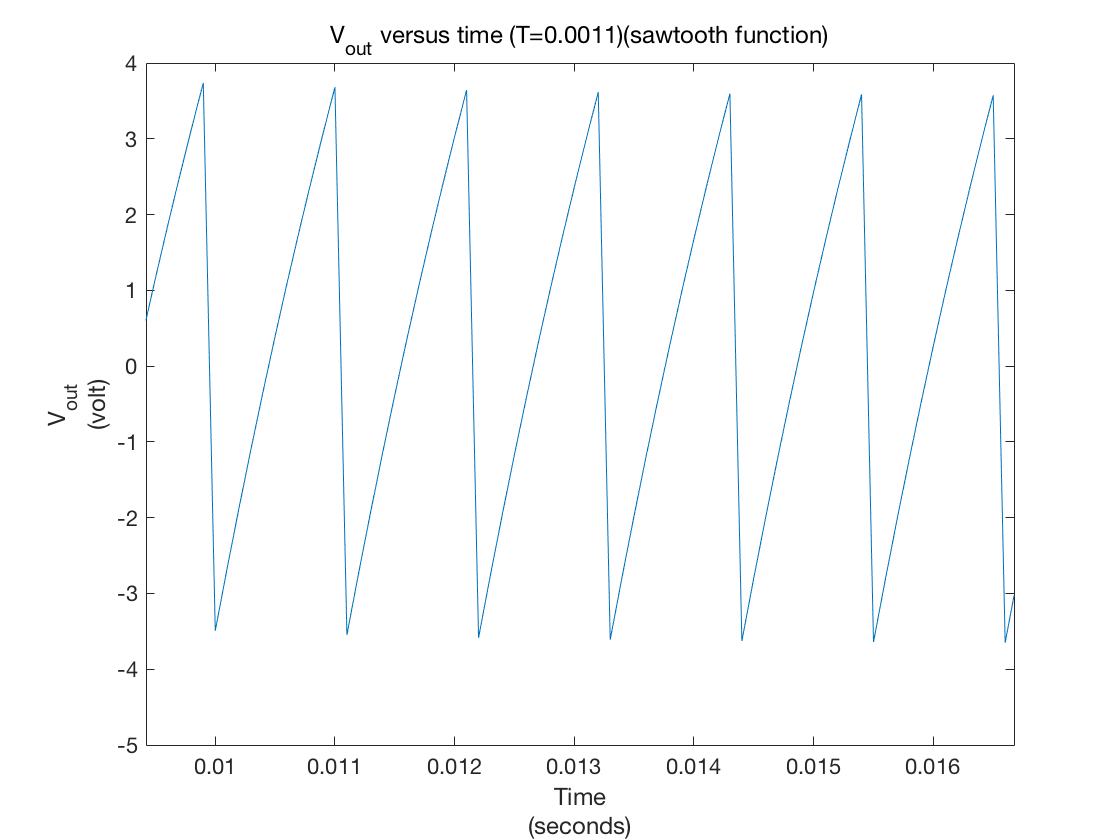 V_out versus time (T=0.0011)(sawtooth function)
4
3
2
1
0
-1
-2
-3
-4
-5
V_out
(volt)
0.01 0.011 0.012 0.013 0.014 0.015 0.016
Time
(seconds)